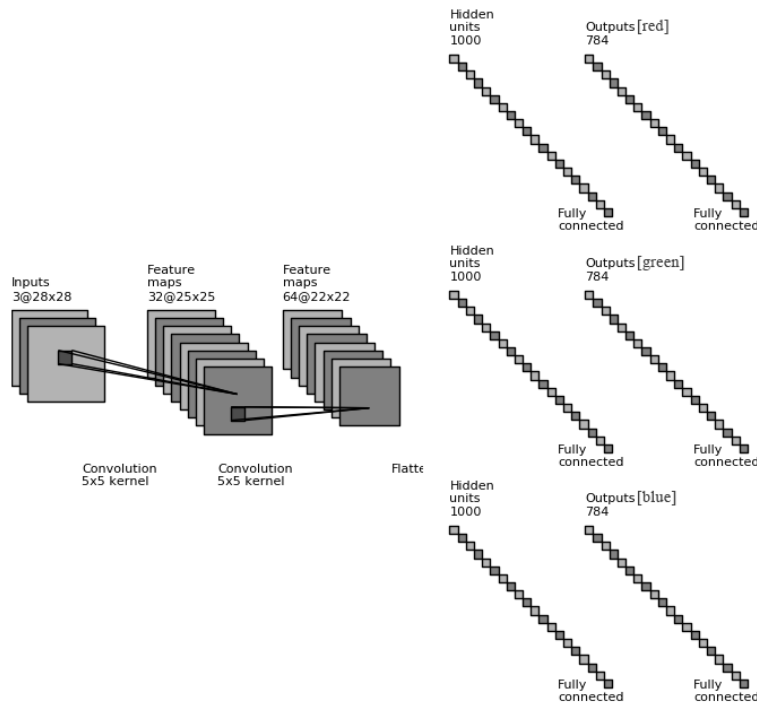 Hidden
units
1000
Outputs [red]
784
Fully
connected
Fully
connected
Inputs
3@28x28
Feature
maps
32@25x25
Feature
maps
64@22x22
Convolution
5x5 kernel
Convolution
5x5 kernel
Flatte
Hidden
units
1000
Outputs [green]
784
Fully
connected
Fully
connected
Hidden
units
1000
Outputs [blue]
784
Fully
connected
Fully
connected